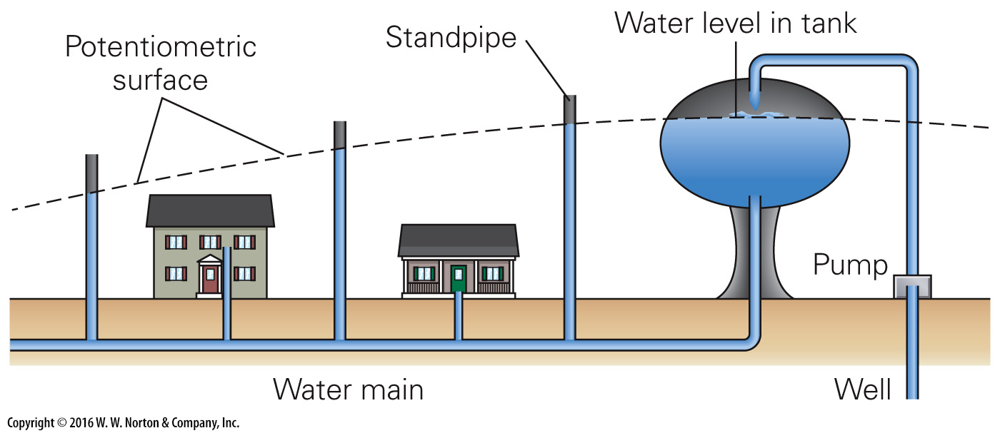 Potentiometric
surface
Standpipe
Water level in tank
Pump
Water main
Well
Copyright © 2016 W. W. Norton & Company, Inc.